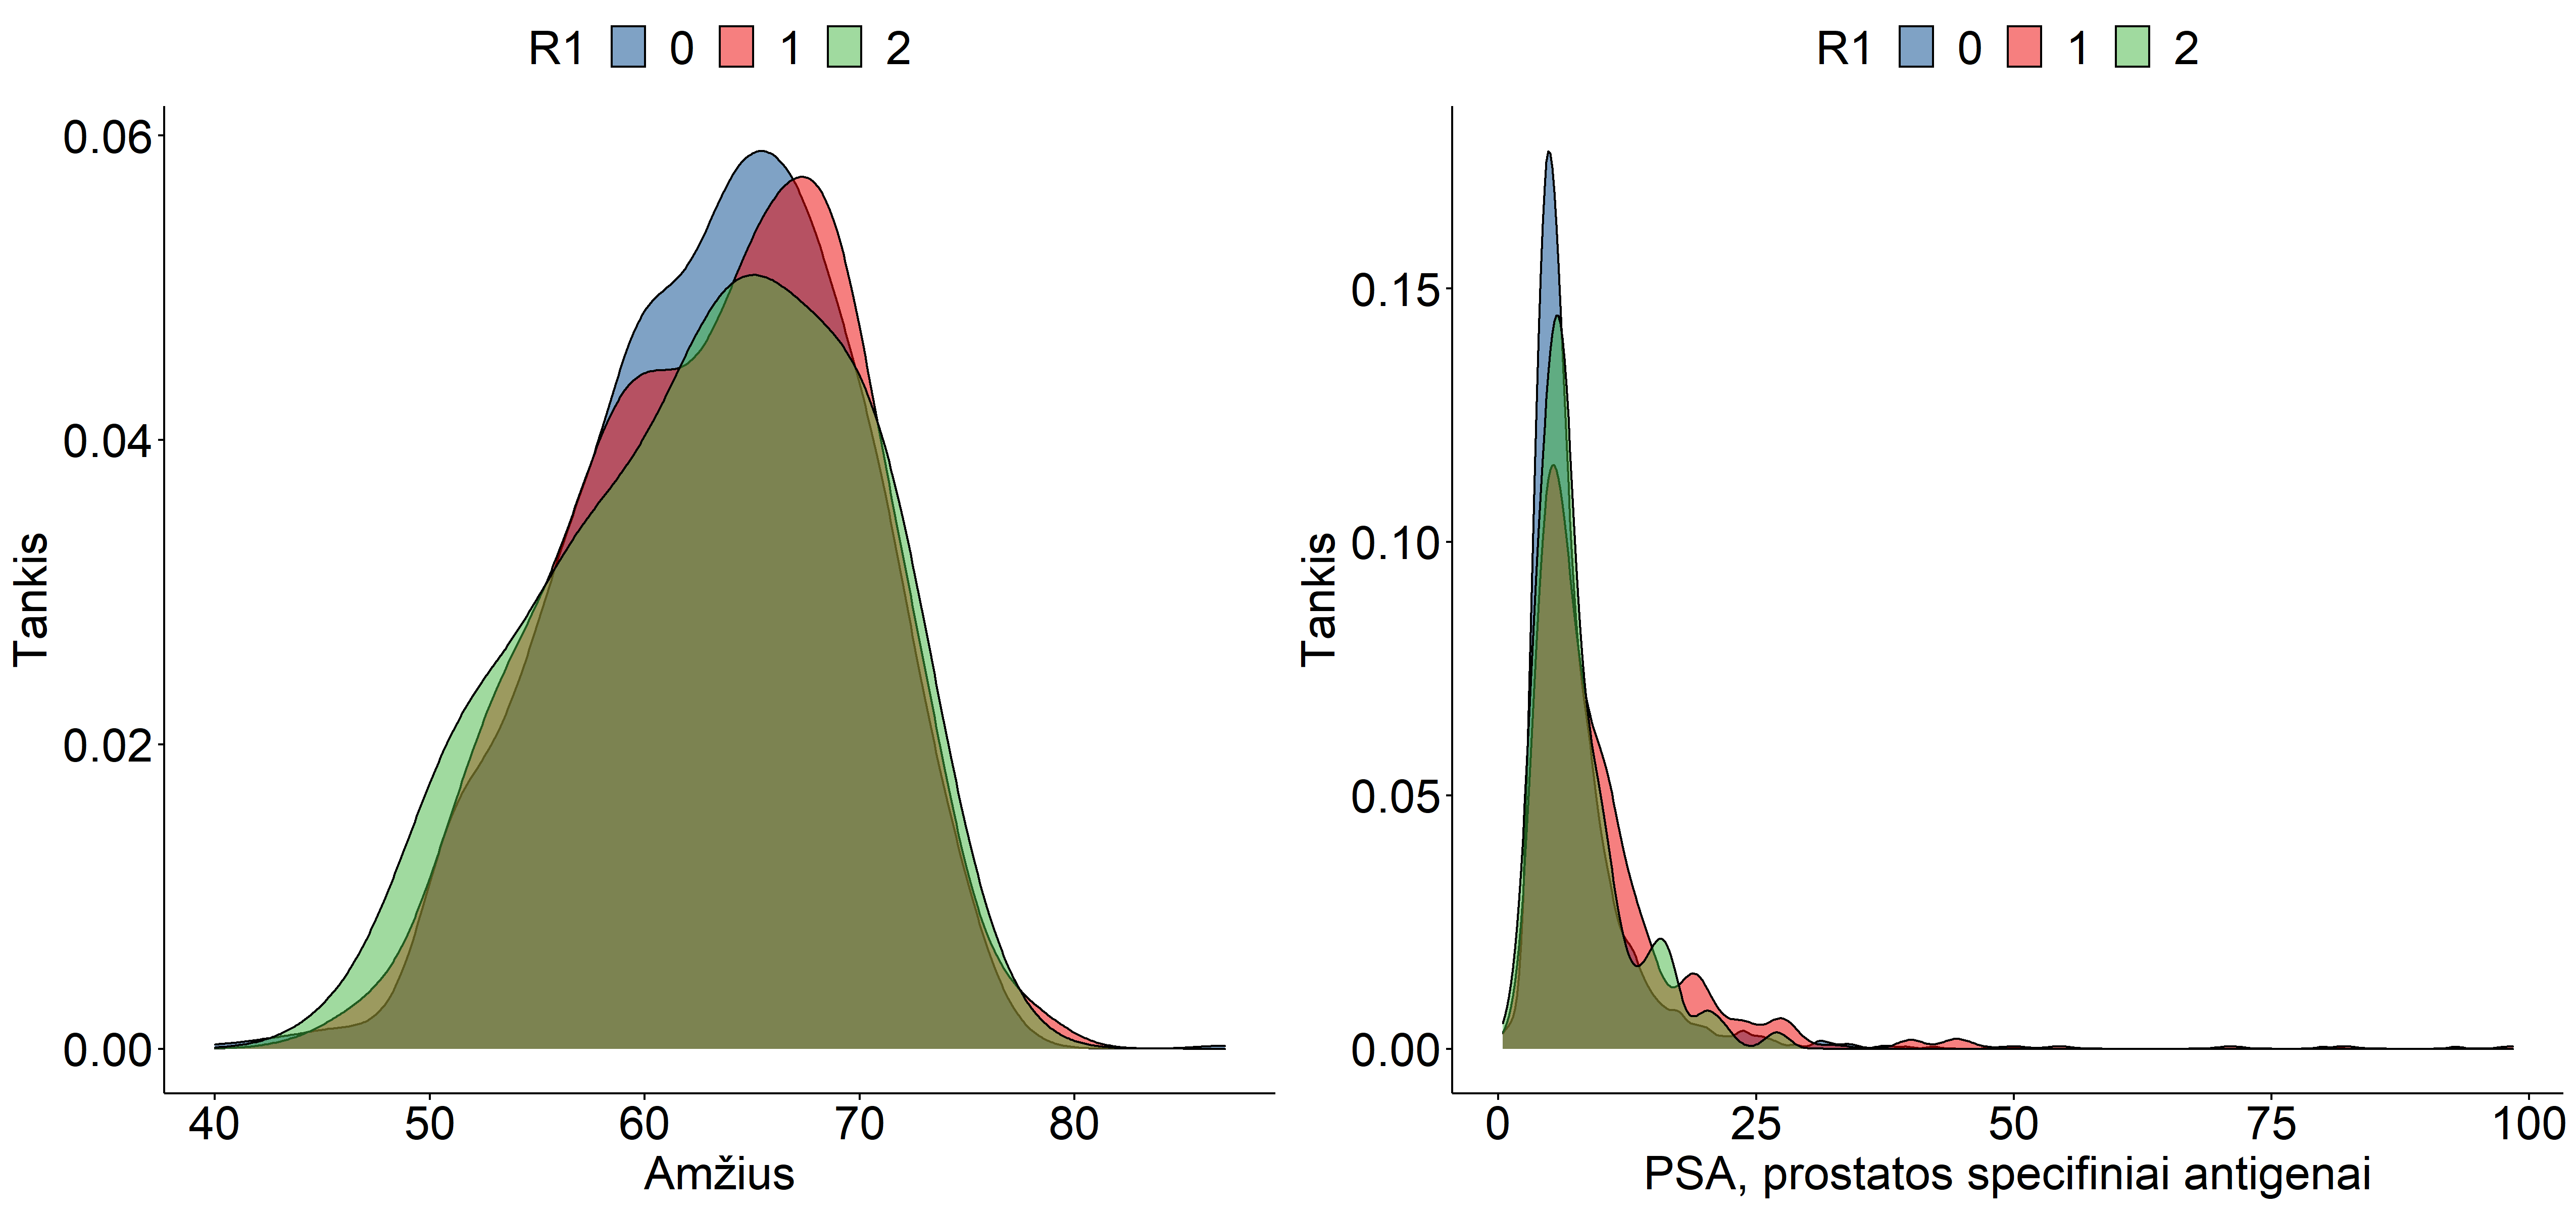 R1 0 1 2
0.06
0.04
0.02
0.00
Tankis
40 50 60 70 80
Amžius
R1 0 1 2
0.15
0.10
0.05
0.00
Tankis
0 25 50 75 100
PSA, prostatos specifiniai antigenai